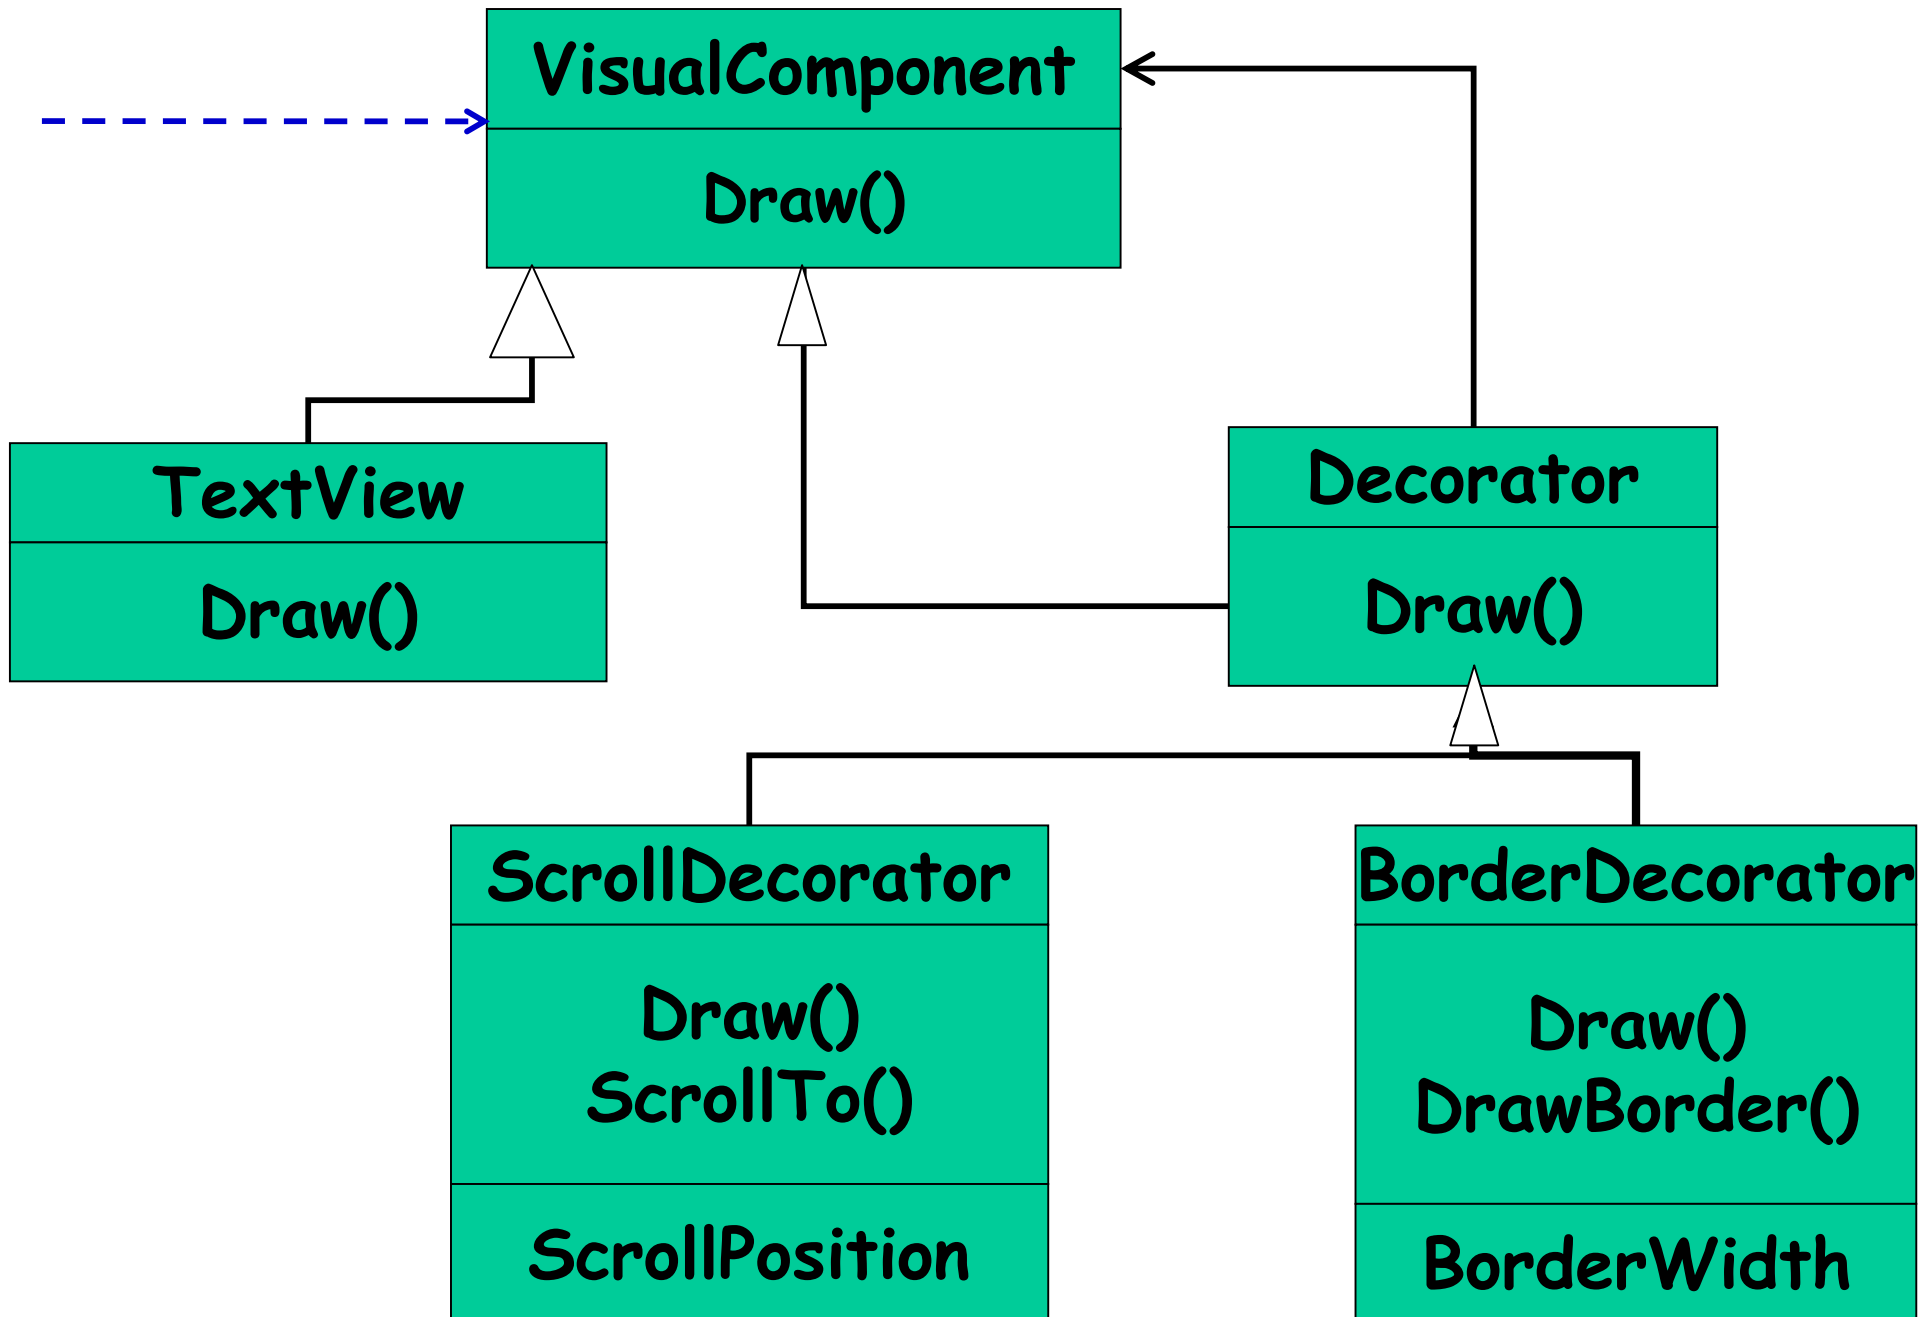 VisualComponent
Draw()
TextView
Draw()
Decorator
Draw()
ScrollDecorator
Draw()
ScrollTo()
ScrollPosition
BorderDecorator
Draw()
DrawBorder()
BorderWidth